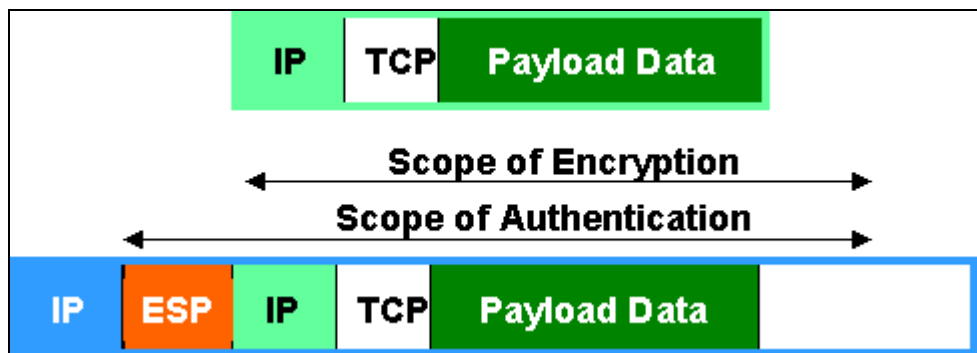 IP TCP Payload Data
Scope of Encryption
Scope of Authentication
IP ESP IP TCP Payload Data